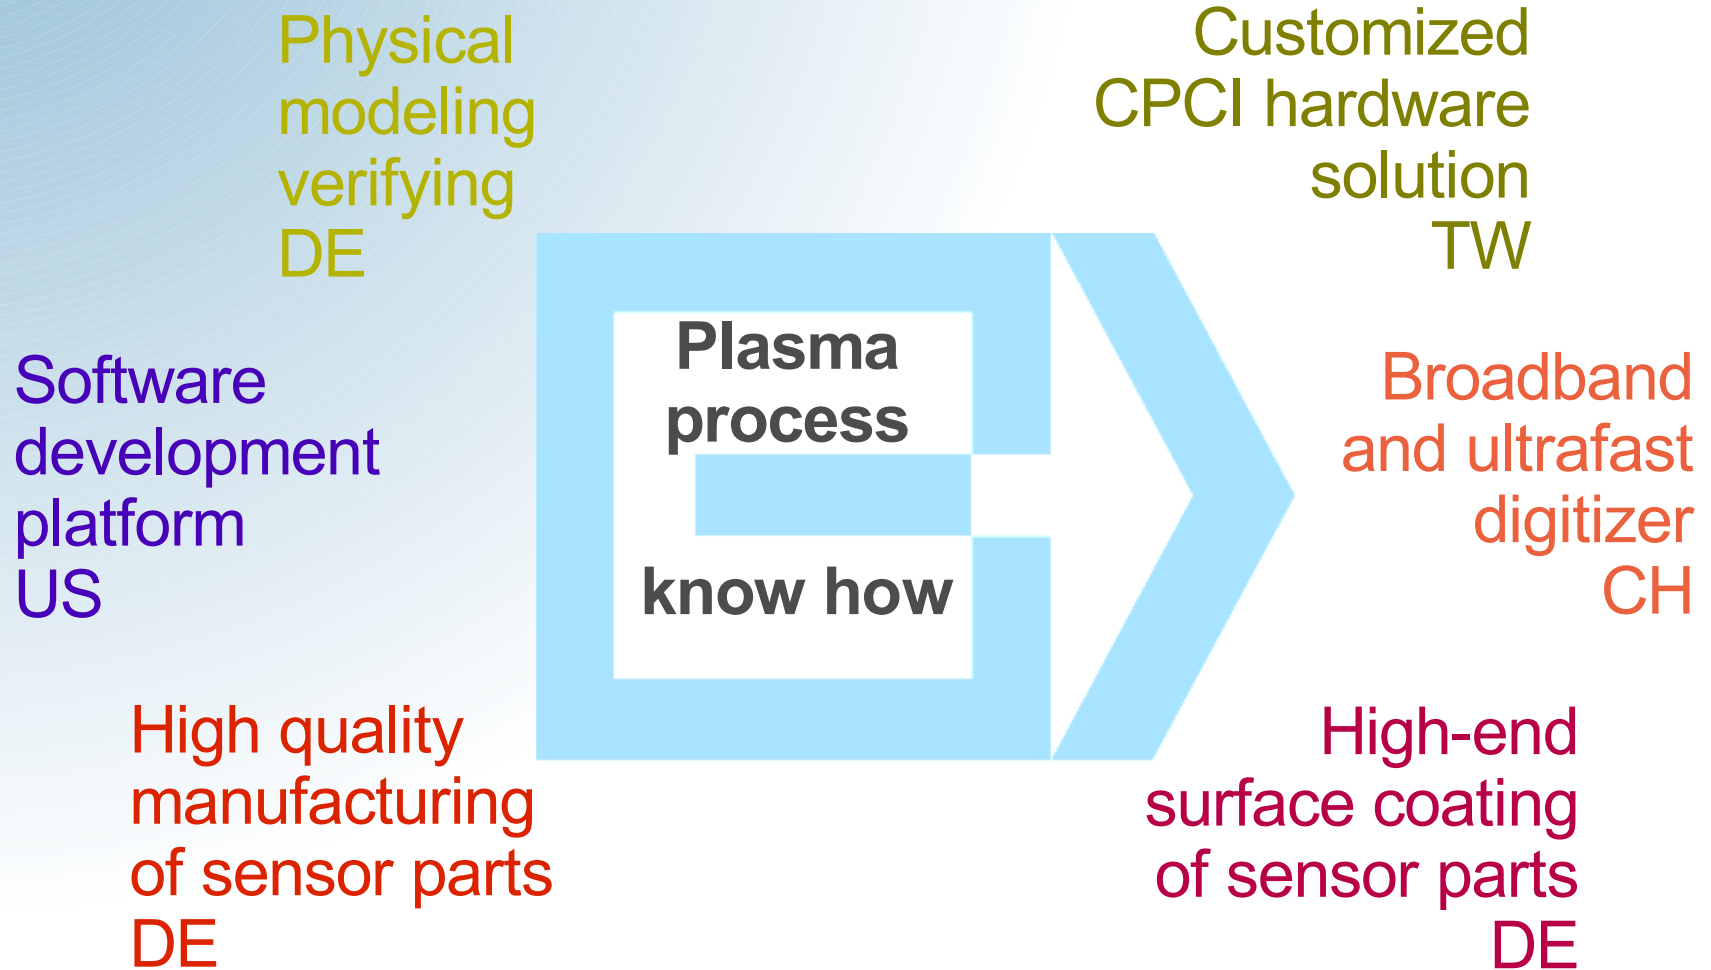 Physical
modeling
verifying
DE
Customized
CPCI hardware
solution
TW
Software
development
platform
US
Plasma
process
know how
Broadband
and ultrafast
digitizer
CH
High quality
manufacturing
of sensor parts
DE
High-end
surface coating
of sensor parts
DE